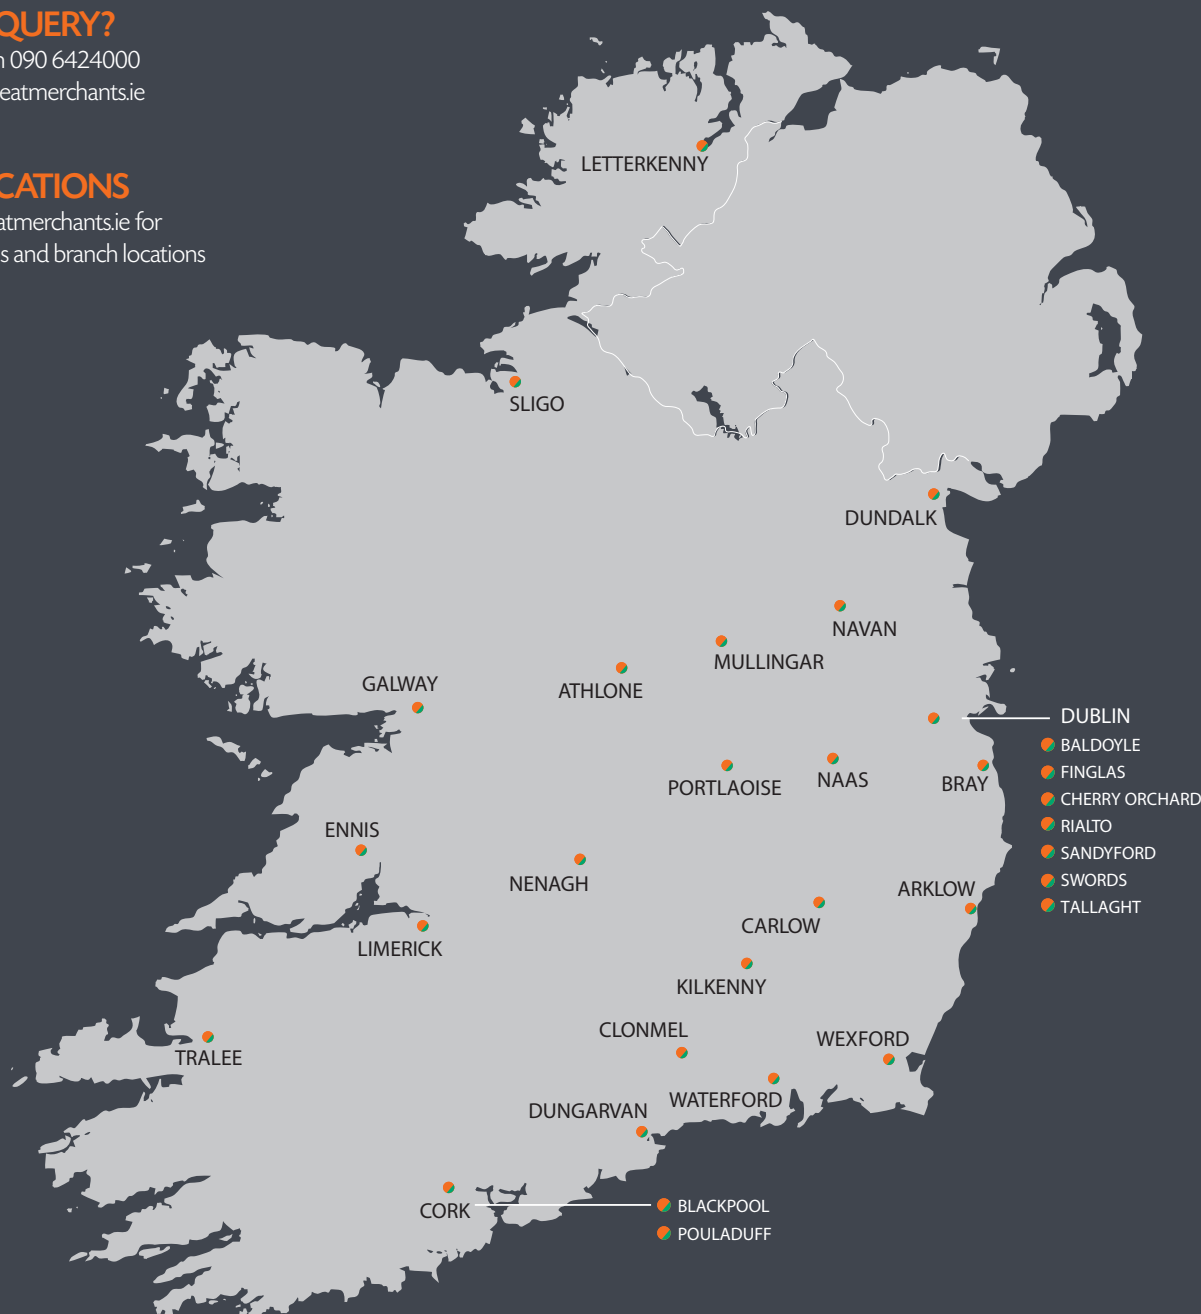 QUERY?
090 6424000
eatmerchants.ie
CATIONS
atmerchants.ie for
s and branch locations
LETTERKENNY
SLIGO
DUNDALK
NAVAN
MULLINGAR
ATHLONE
GALWAY
DUBLIN
BALDOYLE
FINGLAS
CHERRY ORCHARD
RIALTO
SANDYFORD
SWORDS
TALLAGHT
PORTLAOISE
NAAS
BRAY
ENNIS
NENAGH
ARKLOW
CARLOW
LIMERICK
KILKENNY
CLONMEL
WEXFORD
TRALEE
WATERFORD
DUNGARVAN
CORK
BLACKPOOL
POULADUFF